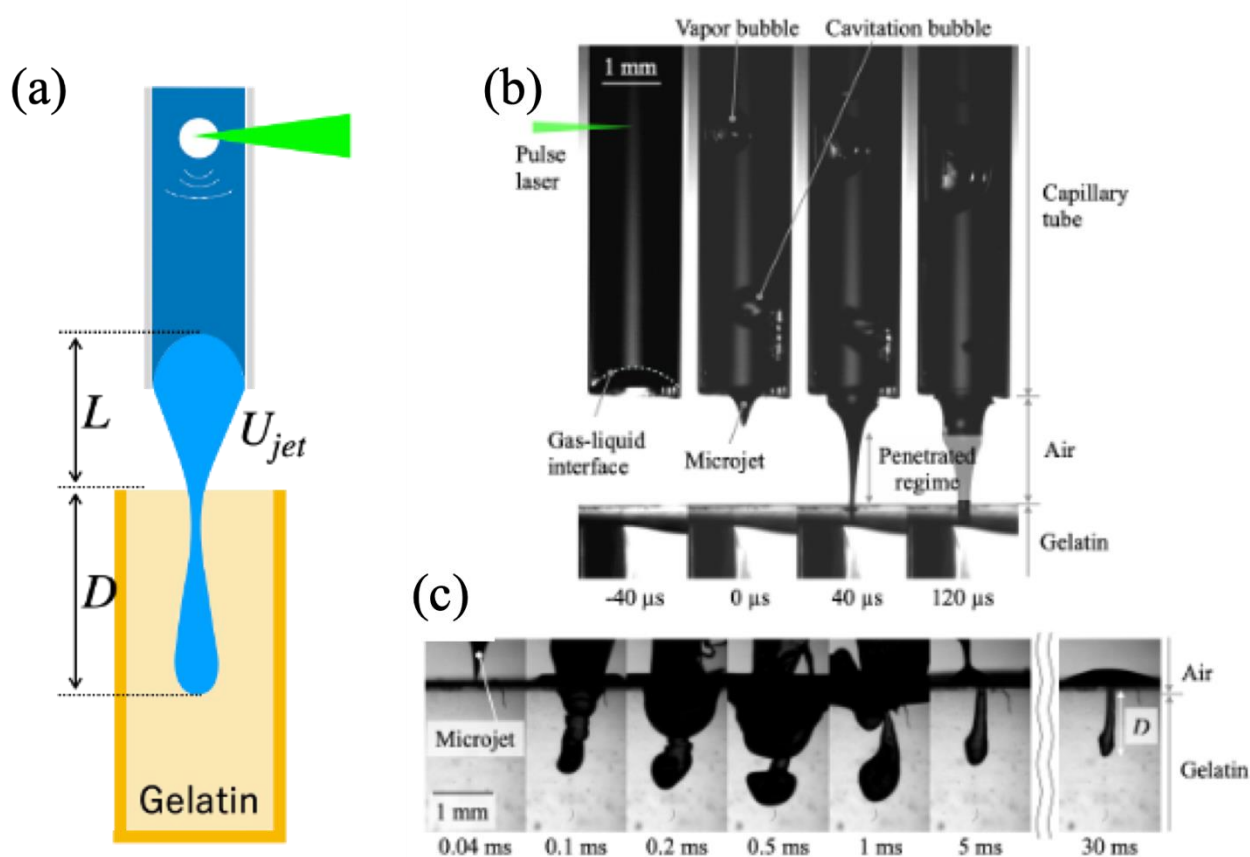 (a)
L
U_jet
D
Gelatin
(b)
Vapor bubble
Cavitation bubble
1 mm
Pulse
laser
Capillary
tube
Gas-liquid
interface
Microjet
Penetrated
regime
Air
Gelatin
-40 µs
0 µs
40 µs
120 µs
(c)
Microjet
1 mm
D
Air
Gelatin
0.04 ms
0.1 ms
0.2 ms
0.5 ms
1 ms
5 ms
30 ms